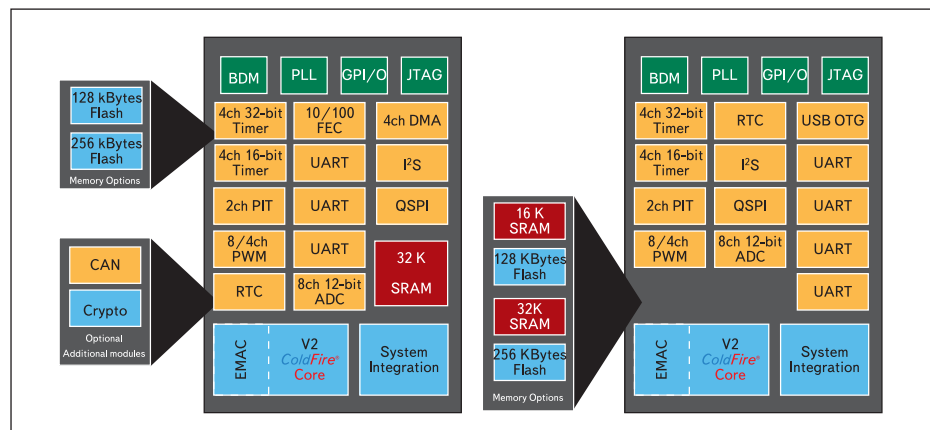 128 kBytes
Flash
256 kBytes
Flash
Memory Options
CAN
Crypto
Optional
Additional modules
BDM
PLL
GPI/O
JTAG
4ch 32-bit
Timer
10/100
FEC
4ch DMA
4ch 16-bit
Timer
UART
I²S
2ch PIT
UART
QSPI
8/4ch
PWM
UART
32 K
SRAM
RTC
8ch 12-bit
ADC
EMAC
V2
ColdFire®
Core
System
Integration
16 K
SRAM
128 KBytes
Flash
32K
SRAM
256 KBytes
Flash
Memory Options
BDM
PLL
GPI/O
JTAG
4ch 32-bit
Timer
RTC
USB OTG
4ch 16-bit
Timer
I²S
UART
2ch PIT
QSPI
UART
8/4ch
PWM
8ch 12-bit
ADC
UART
UART
EMAC
V2
ColdFire®
Core
System
Integration